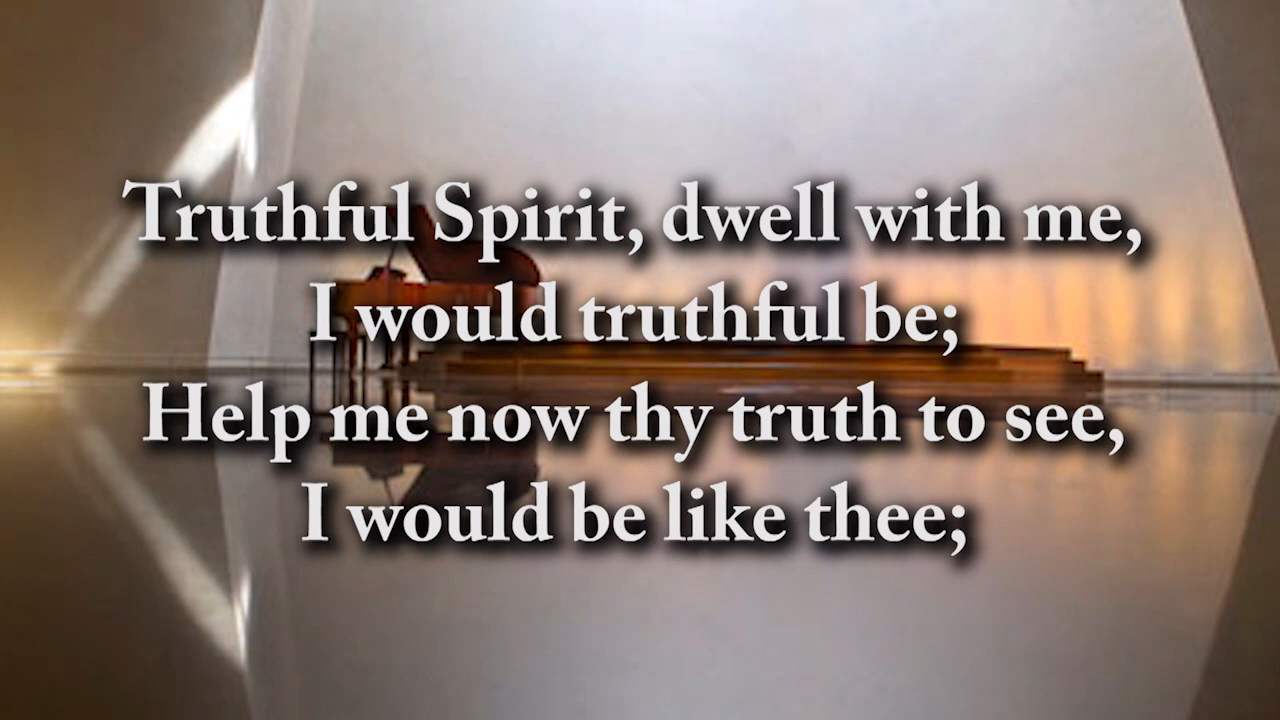 Truthful Spirit, dwell with me,
I would truthful be;
Help me now thy truth to see,
I would be like thee;